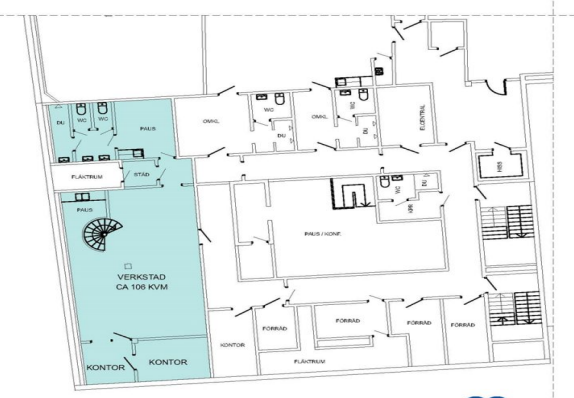 WC
WC
DU
PAUS
OMKL
WC
DU
OMKL
WC
DU
ELCENTRAL
FLÄKTRUM
STÄD
HISS
PAUS
WC
DU
PAUS / KONF.
VERKSTAD
CA 106 KVM
KONTOR
FÖRRÅD
FÖRRÅD
FÖRRÅD
FÖRRÅD
KONTOR
KONTOR
FLÄKTRUM